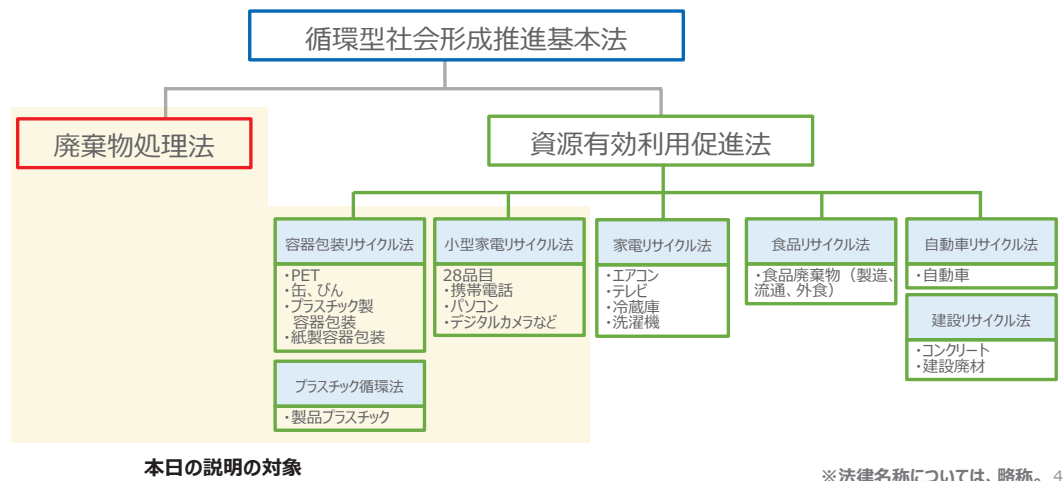 循環型社会形成推進基本法
廃棄物処理法
資源有効利用促進法
容器包装リサイクル法
・PET
・缶、びん
・プラスチック製
容器包装
・紙製容器包装
小型家電リサイクル法
28品目
・携帯電話
・パソコン
・デジタルカメラなど
家電リサイクル法
・エアコン
・テレビ
・冷蔵庫
・洗濯機
食品リサイクル法
・食品廃棄物（製造、
流通、外食）
自動車リサイクル法
・自動車
建設リサイクル法
・コンクリート
・建設廃材
プラスチック循環法
・製品プラスチック
本日の説明の対象
※法律名称については、略称。 4